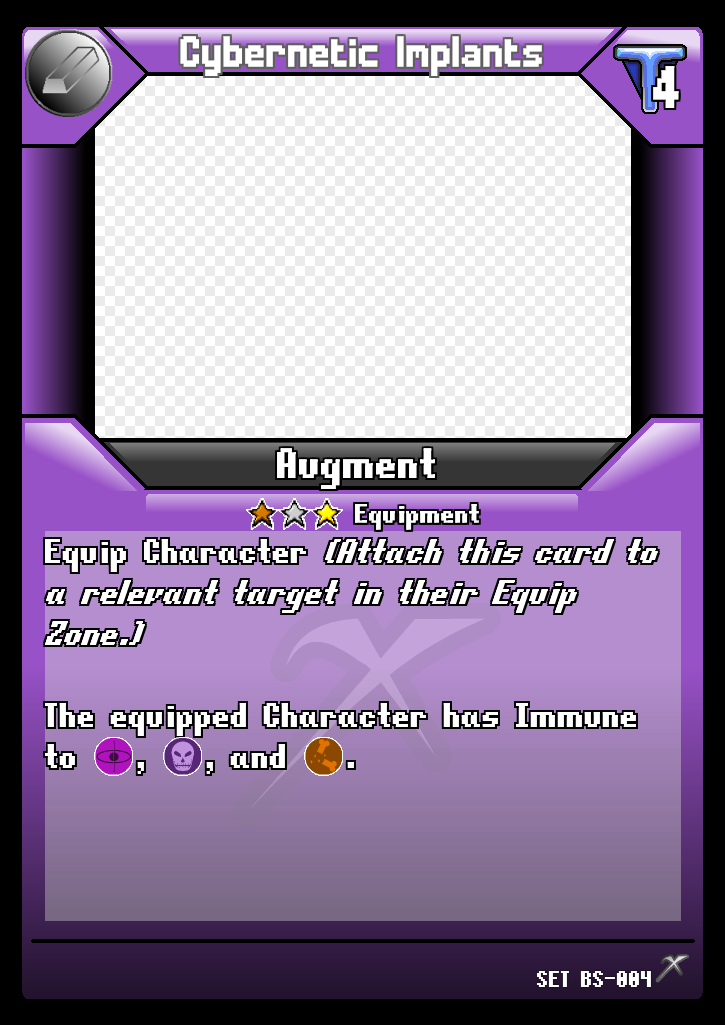 Cybernetic Implants
T4
Augment
Equipment
Equip Character (Attach this card to
a relevant target in their Equip
Zone.)
The equipped Character has Immune
to , , and .
SET BS-004